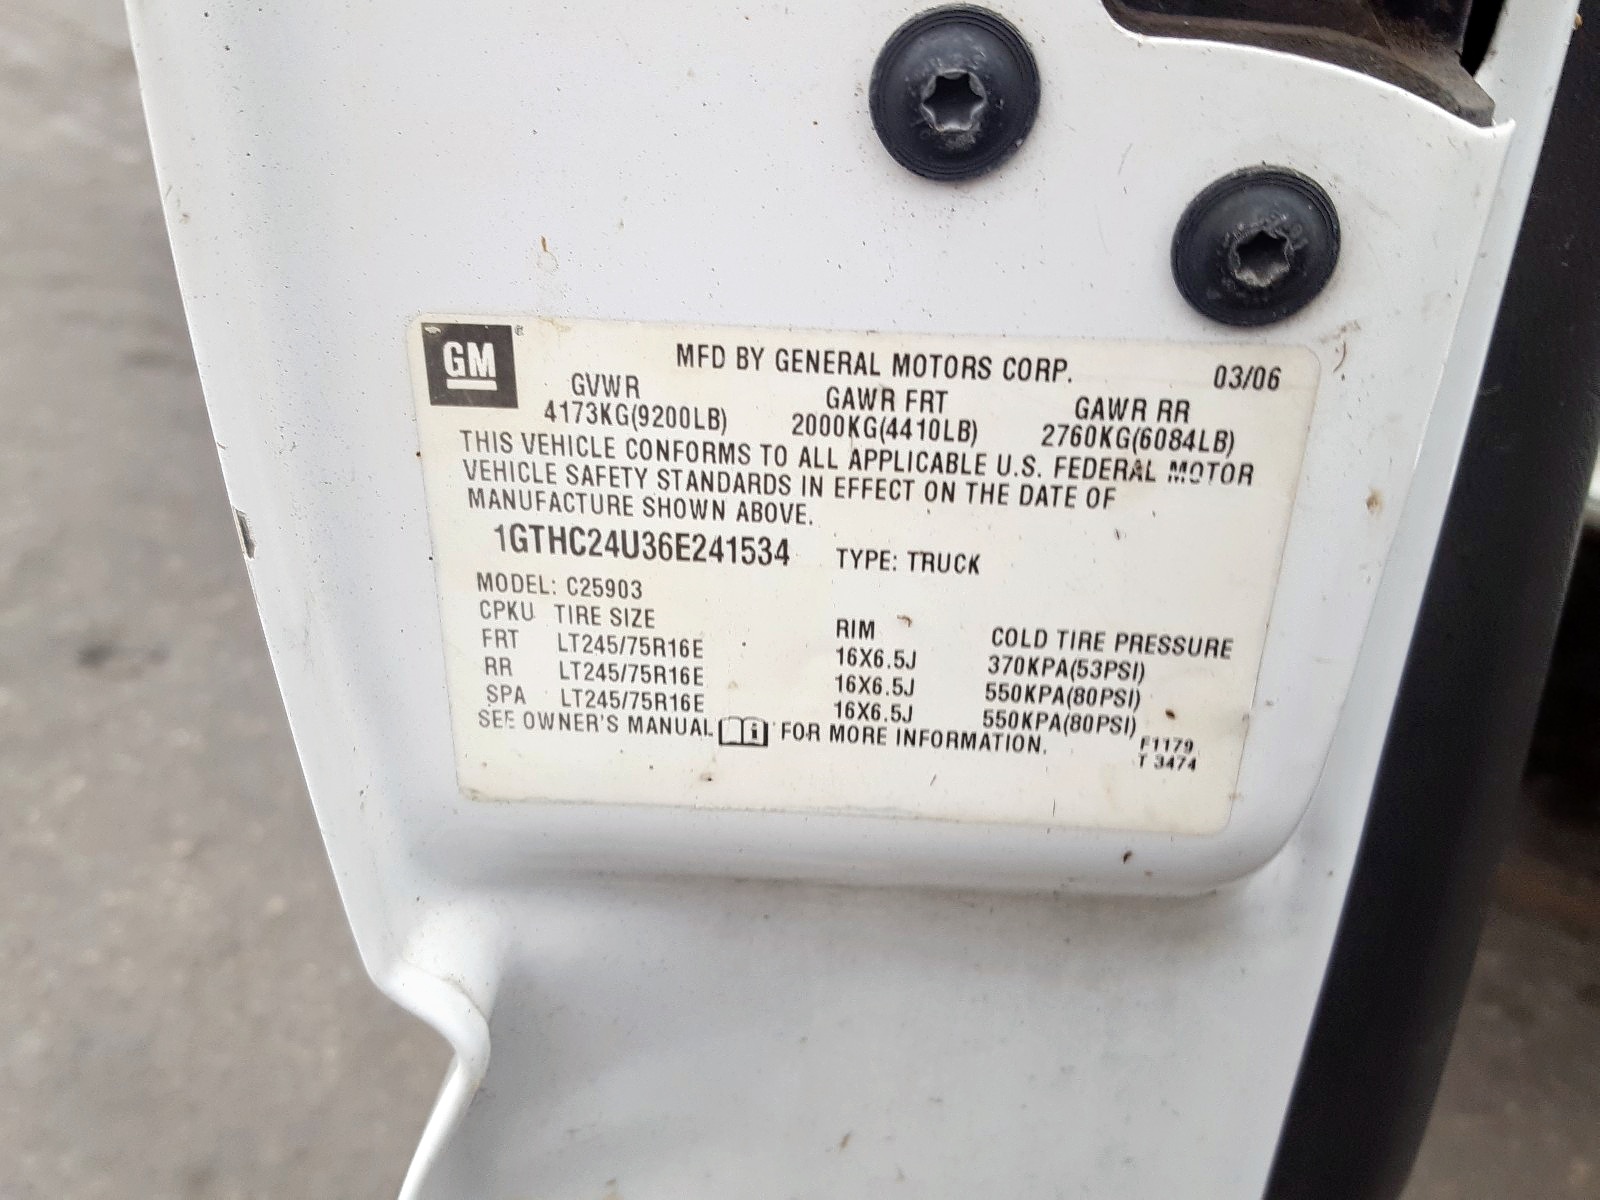 GM
MFD BY GENERAL MOTORS CORP. 03/06
GVWR GAWR FRT GAWR RR
4173KG(9200LB) 2000KG(4410LB) 2760KG(6084LB)
THIS VEHICLE CONFORMS TO ALL APPLICABLE U.S. FEDERAL MOTOR
VEHICLE SAFETY STANDARDS IN EFFECT ON THE DATE OF
MANUFACTURE SHOWN ABOVE.
1GTHC24U36E241534 TYPE: TRUCK
MODEL: C25903
CPKU TIRE SIZE RIM COLD TIRE PRESSURE
FRT LT245/75R16E 16X6.5J 370KPA(53PSI)
RR LT245/75R16E 16X6.5J 550KPA(80PSI)
SPA LT245/75R16E 16X6.5J 550KPA(80PSI)
SEE OWNER'S MANUAL FOR MORE INFORMATION.
F1179
T 3474